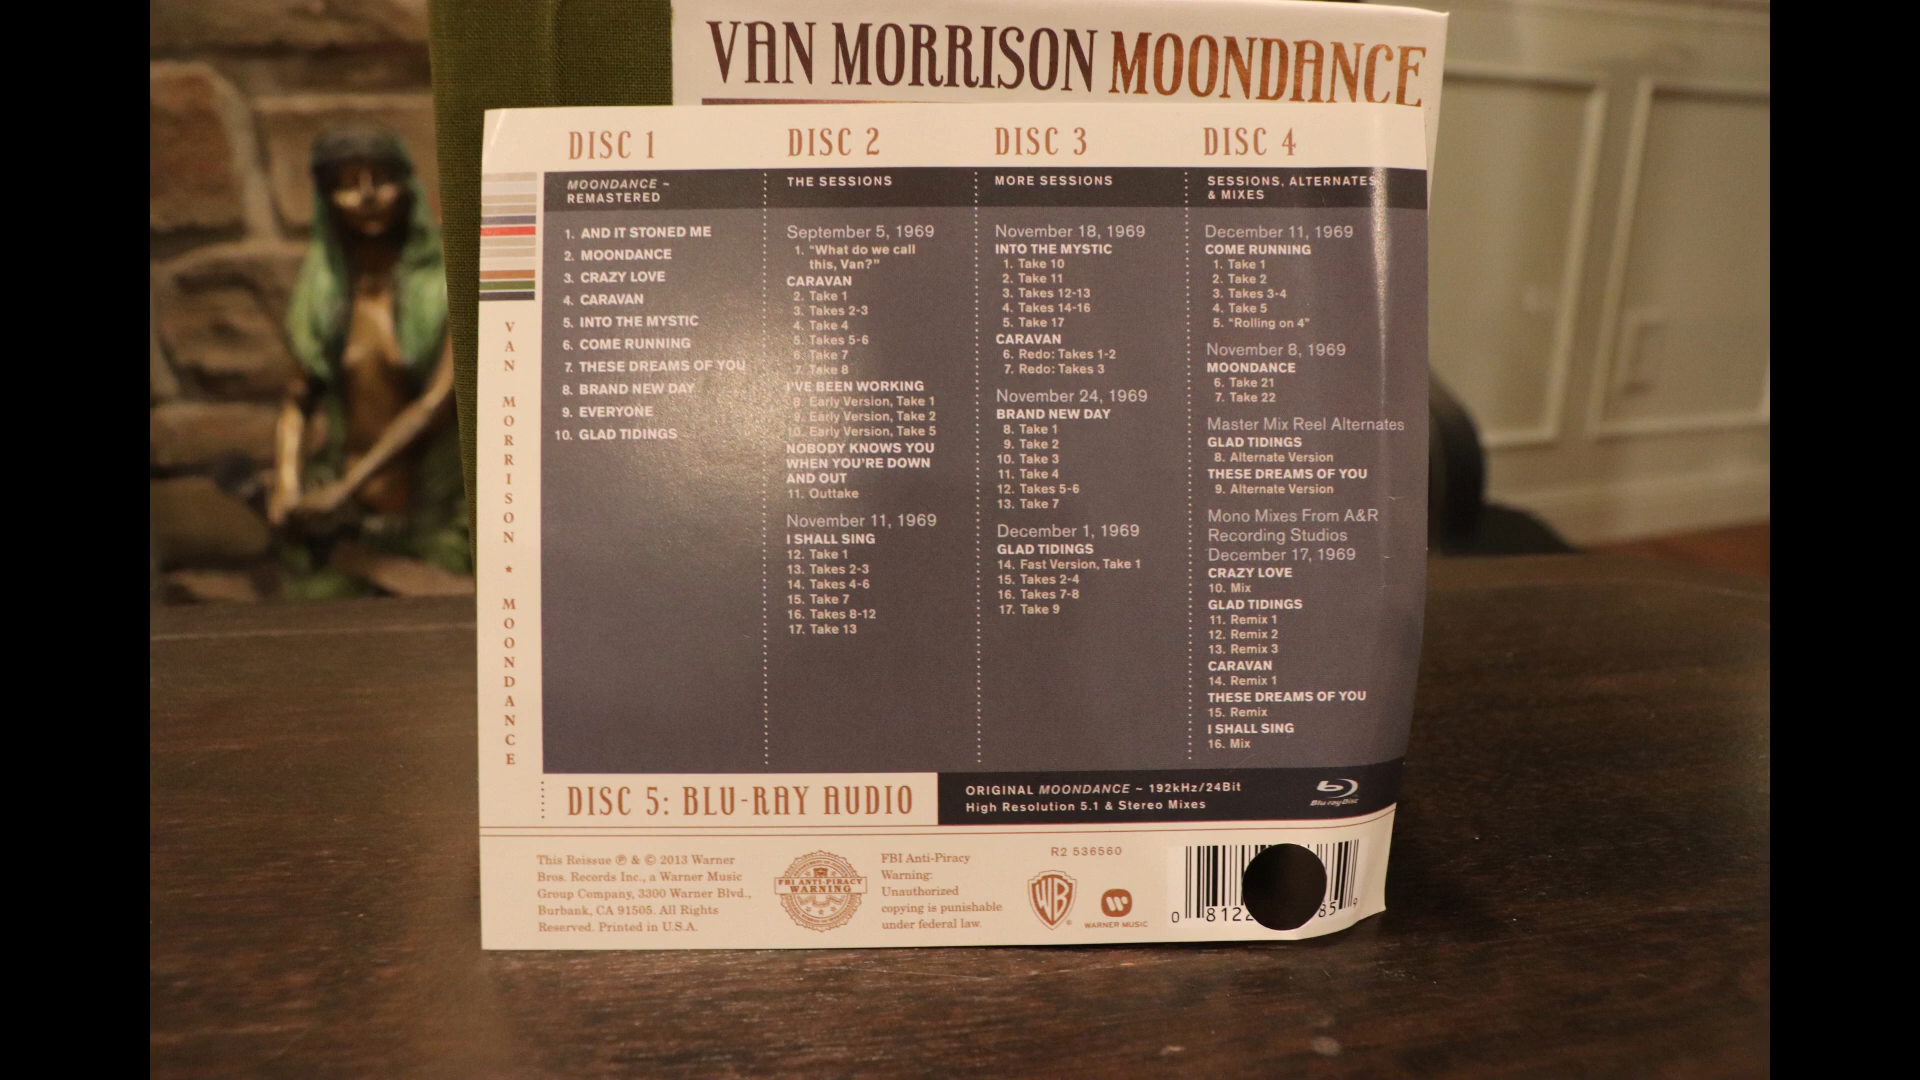 VAN MORRISON MOONDANCE
DISC 1
MOONDANCE ~
REMASTERED
1. AND IT STONED ME
2. MOONDANCE
3. CRAZY LOVE
4. CARAVAN
5. INTO THE MYSTIC
6. COME RUNNING
7. THESE DREAMS OF YOU
8. BRAND NEW DAY
9. EVERYONE
10. GLAD TIDINGS
DISC 2
THE SESSIONS
September 5, 1969
1. "What do we call
this, Van?"
CARAVAN
2. Take 1
3. Takes 2-3
4. Take 4
5. Takes 5-6
6. Take 7
7. Take 8
I'VE BEEN WORKING
8. Early Version, Take 1
9. Early Version, Take 2
10. Early Version, Take 5
NOBODY KNOWS YOU
WHEN YOU'RE DOWN
AND OUT
11. Outtake
November 11, 1969
I SHALL SING
12. Take 1
13. Takes 2-3
14. Takes 4-6
15. Take 7
16. Takes 8-12
17. Take 13
DISC 3
MORE SESSIONS
November 18, 1969
INTO THE MYSTIC
1. Take 10
2. Take 11
3. Takes 12-13
4. Takes 14-16
5. Take 17
CARAVAN
6. Redo: Takes 1-2
7. Redo: Takes 3
November 24, 1969
BRAND NEW DAY
8. Take 1
9. Take 2
10. Take 3
11. Take 4
12. Takes 5-6
13. Take 7
December 1, 1969
GLAD TIDINGS
14. Fast Version, Take 1
15. Takes 2-4
16. Takes 7-8
17. Take 9
DISC 4
SESSIONS, ALTERNATES
& MIXES
December 11, 1969
COME RUNNING
1. Take 1
2. Take 2
3. Takes 3-4
4. Take 5
5. "Rolling on 4"
November 8, 1969
MOONDANCE
6. Take 21
7. Take 22
Master Mix Reel Alternates
GLAD TIDINGS
8. Alternate Version
THESE DREAMS OF YOU
9. Alternate Version
Mono Mixes From A&R
Recording Studios
December 17, 1969
CRAZY LOVE
10. Mix
GLAD TIDINGS
11. Remix 1
12. Remix 2
13. Remix 3
CARAVAN
14. Remix 1
THESE DREAMS OF YOU
15. Remix
I SHALL SING
16. Mix
VAN MORRISON * MOONDANCE
DISC 5: BLU-RAY AUDIO
ORIGINAL MOONDANCE ~ 192kHz/24Bit
High Resolution 5.1 & Stereo Mixes
Blu-ray Disc
This Reissue ℗ & © 2013 Warner
Bros. Records Inc., a Warner Music
Group Company, 3300 Warner Blvd.,
Burbank, CA 91505. All Rights
Reserved. Printed in U.S.A.
FBI ANTI-PIRACY
WARNING
FBI Anti-Piracy
Warning:
Unauthorized
copying is punishable
under federal law.
R2 536560
WB
WARNER MUSIC
0 8122 85 9